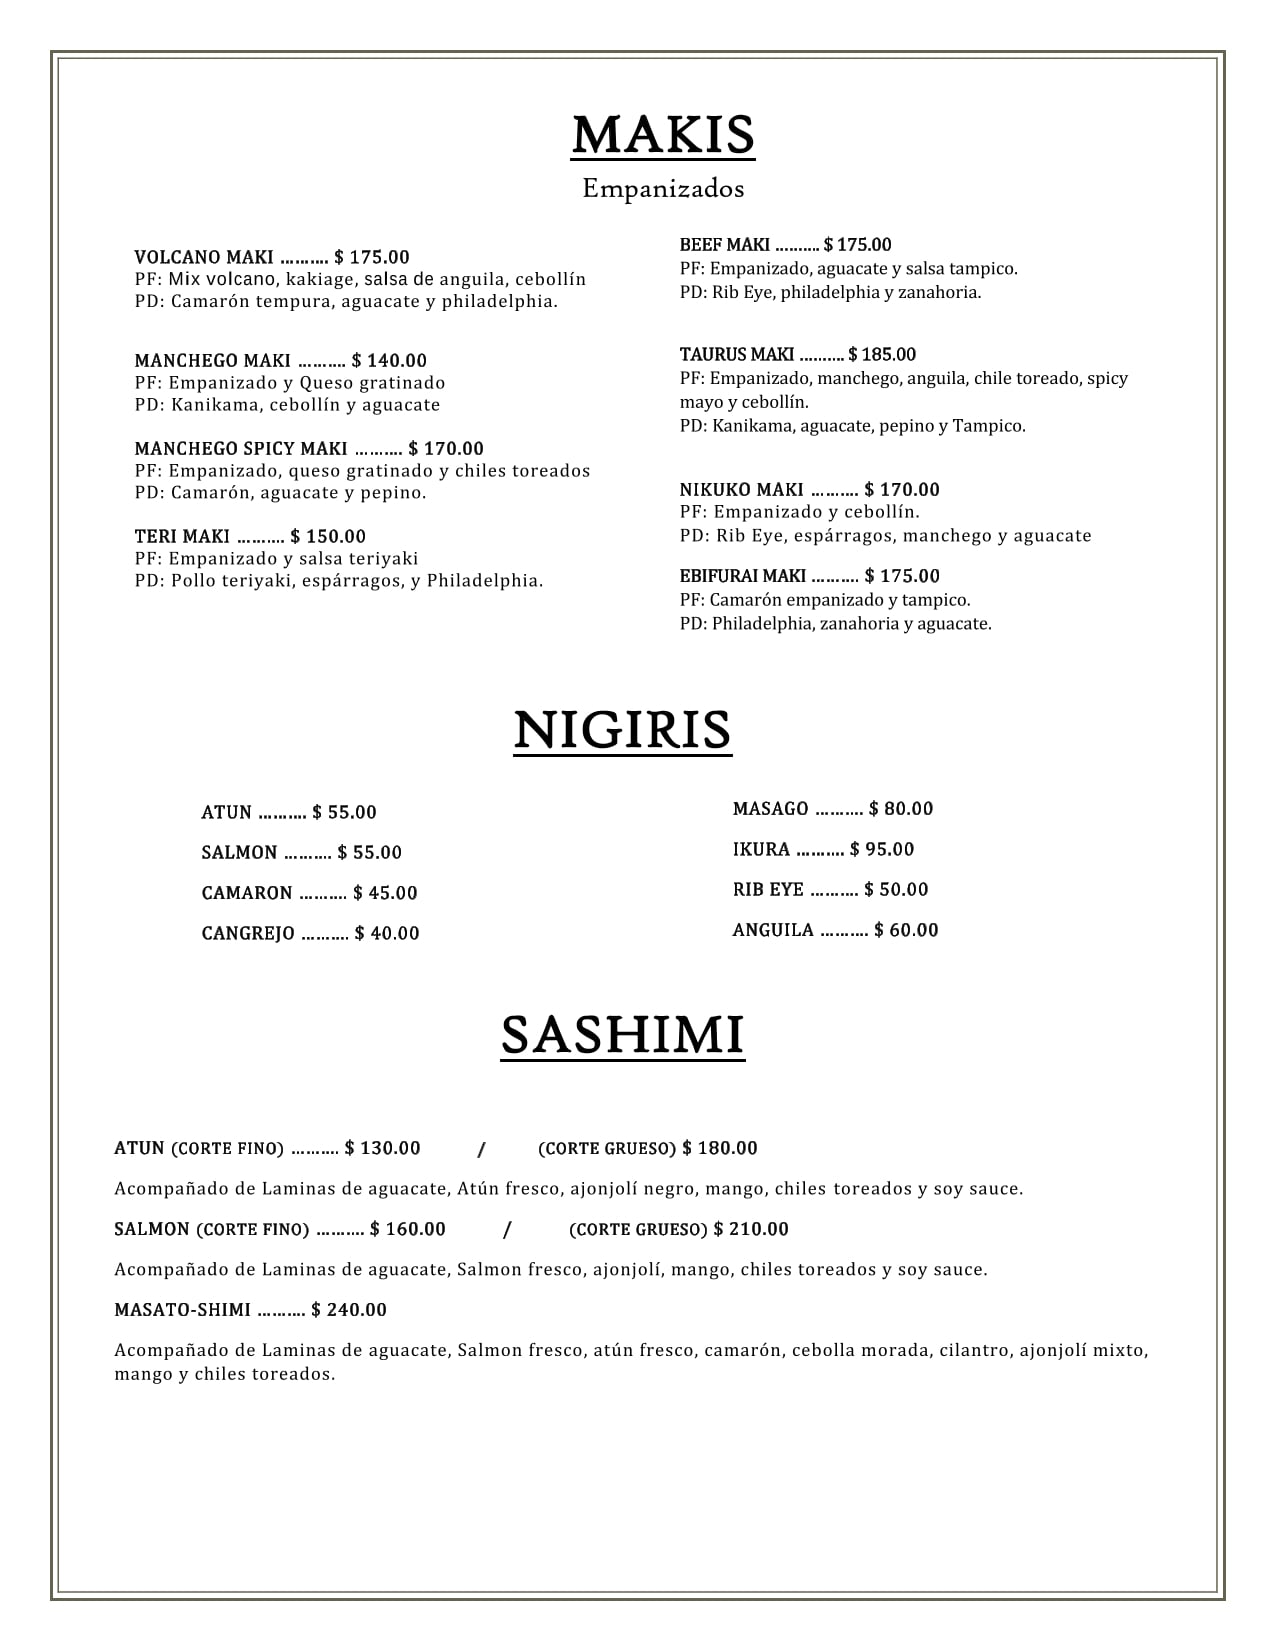 MAKIS
Empanizados
VOLCANO MAKI .......... $ 175.00
PF: Mix volcano, kakiage, salsa de anguila, cebollín
PD: Camarón tempura, aguacate y philadelphia.
MANCHEGO MAKI .......... $ 140.00
PF: Empanizado y Queso gratinado
PD: Kanikama, cebollín y aguacate
MANCHEGO SPICY MAKI .......... $ 170.00
PF: Empanizado, queso gratinado y chiles toreados
PD: Camarón, aguacate y pepino.
TERI MAKI .......... $ 150.00
PF: Empanizado y salsa teriyaki
PD: Pollo teriyaki, espárragos, y Philadelphia.
BEEF MAKI .......... $ 175.00
PF: Empanizado, aguacate y salsa tampico.
PD: Rib Eye, philadelphia y zanahoria.
TAURUS MAKI .......... $ 185.00
PF: Empanizado, manchego, anguila, chile toreado, spicy
mayo y cebollín.
PD: Kanikama, aguacate, pepino y Tampico.
NIKUKO MAKI .......... $ 170.00
PF: Empanizado y cebollín.
PD: Rib Eye, espárragos, manchego y aguacate
EBIFURAI MAKI .......... $ 175.00
PF: Camarón empanizado y tampico.
PD: Philadelphia, zanahoria y aguacate.
NIGIRIS
ATUN .......... $ 55.00
SALMON .......... $ 55.00
CAMARON .......... $ 45.00
CANGREJO .......... $ 40.00
MASAGO .......... $ 80.00
IKURA .......... $ 95.00
RIB EYE .......... $ 50.00
ANGUILA .......... $ 60.00
SASHIMI
ATUN (CORTE FINO) .......... $ 130.00 / (CORTE GRUESO) $ 180.00
Acompañado de Laminas de aguacate, Atún fresco, ajonjolí negro, mango, chiles toreados y soy sauce.
SALMON (CORTE FINO) .......... $ 160.00 / (CORTE GRUESO) $ 210.00
Acompañado de Laminas de aguacate, Salmon fresco, ajonjolí, mango, chiles toreados y soy sauce.
MASATO-SHIMI .......... $ 240.00
Acompañado de Laminas de aguacate, Salmon fresco, atún fresco, camarón, cebolla morada, cilantro, ajonjolí mixto,
mango y chiles toreados.